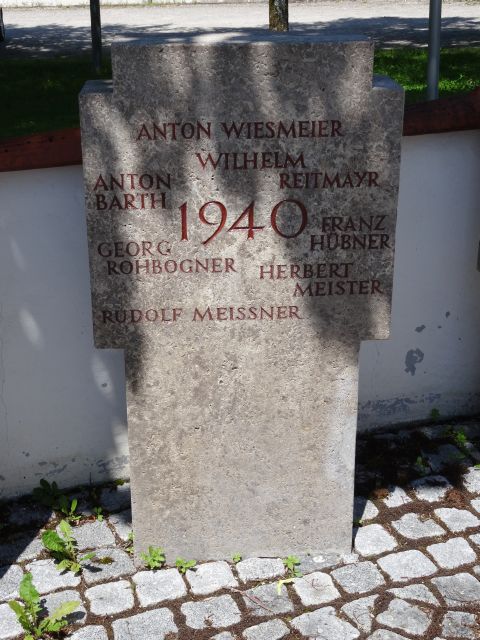 ANTON WIESMEIER
WILHELM
REITMAYR
ANTON
BARTH
1940
FRANZ
HÜBNER
GEORG
ROHBOGNER
HERBERT
MEISTER
RUDOLF MEISSNER